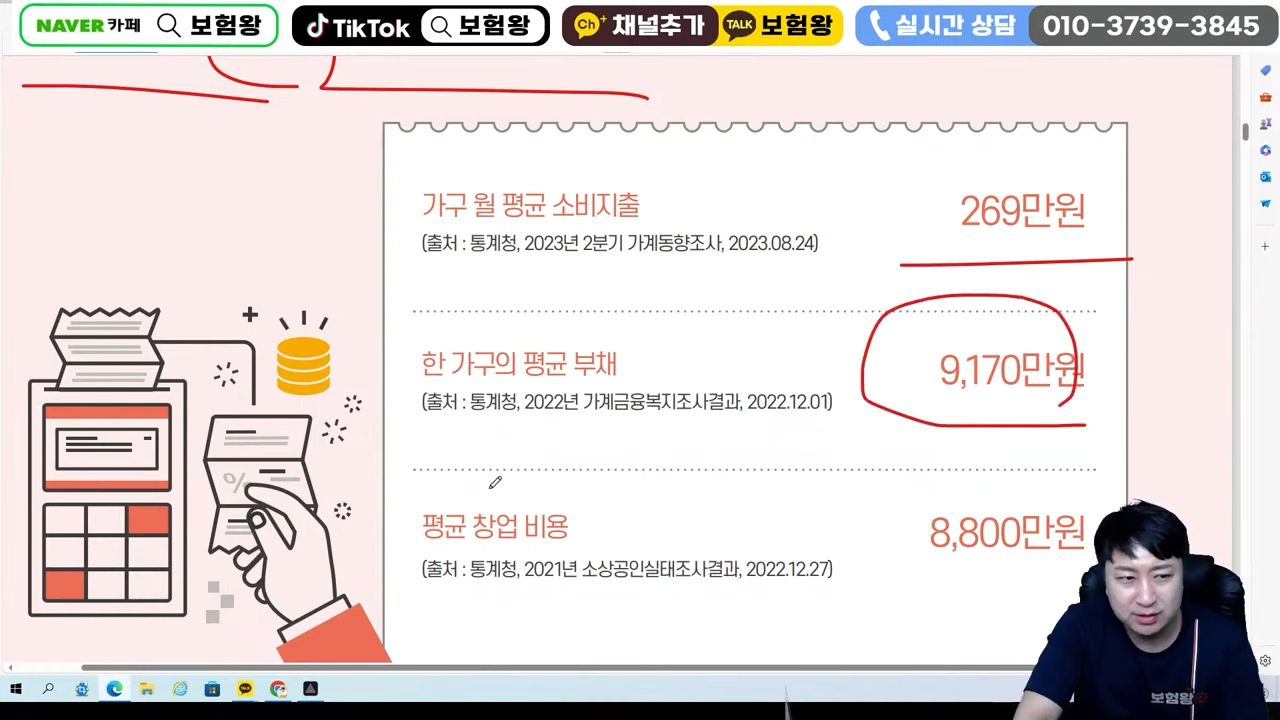 NAVER 카페 보험왕
TikTok 보험왕
Ch+ 채널추가 TALK 보험왕
실시간 상담 010-3739-3845
가구 월 평균 소비지출 269만원
(출처 : 통계청, 2023년 2분기 가계동향조사, 2023.08.24)
한 가구의 평균 부채 9,170만원
(출처 : 통계청, 2022년 가계금융복지조사결과, 2022.12.01)
%
평균 창업 비용 8,800만원
(출처 : 통계청, 2021년 소상공인실태조사결과, 2022.12.27)
보험왕